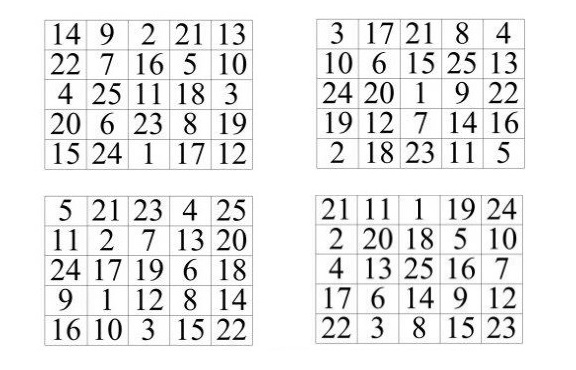 14 9 2 21 13
22 7 16 5 10
4 25 11 18 3
20 6 23 8 19
15 24 1 17 12
3 17 21 8 4
10 6 15 25 13
24 20 1 9 22
19 12 7 14 16
2 18 23 11 5
5 21 23 4 25
11 2 7 13 20
24 17 19 6 18
9 1 12 8 14
16 10 3 15 22
21 11 1 19 24
2 20 18 5 10
4 13 25 16 7
17 6 14 9 12
22 3 8 15 23